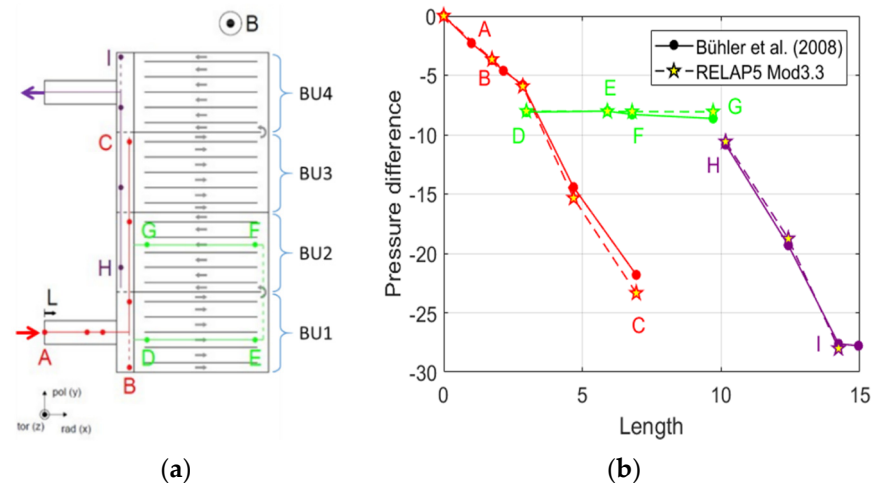 B
I
BU4
C
BU3
G
F
BU2
H
L
BU1
A
D
E
B
pol (y)
tor (z)
rad (x)
(a)
0
-5
-10
-15
-20
-25
-30
Pressure difference
A
B
Bühler et al. (2008)
RELAP5 Mod3.3
E
D
F
G
H
C
I
0
5
10
15
Length
(b)